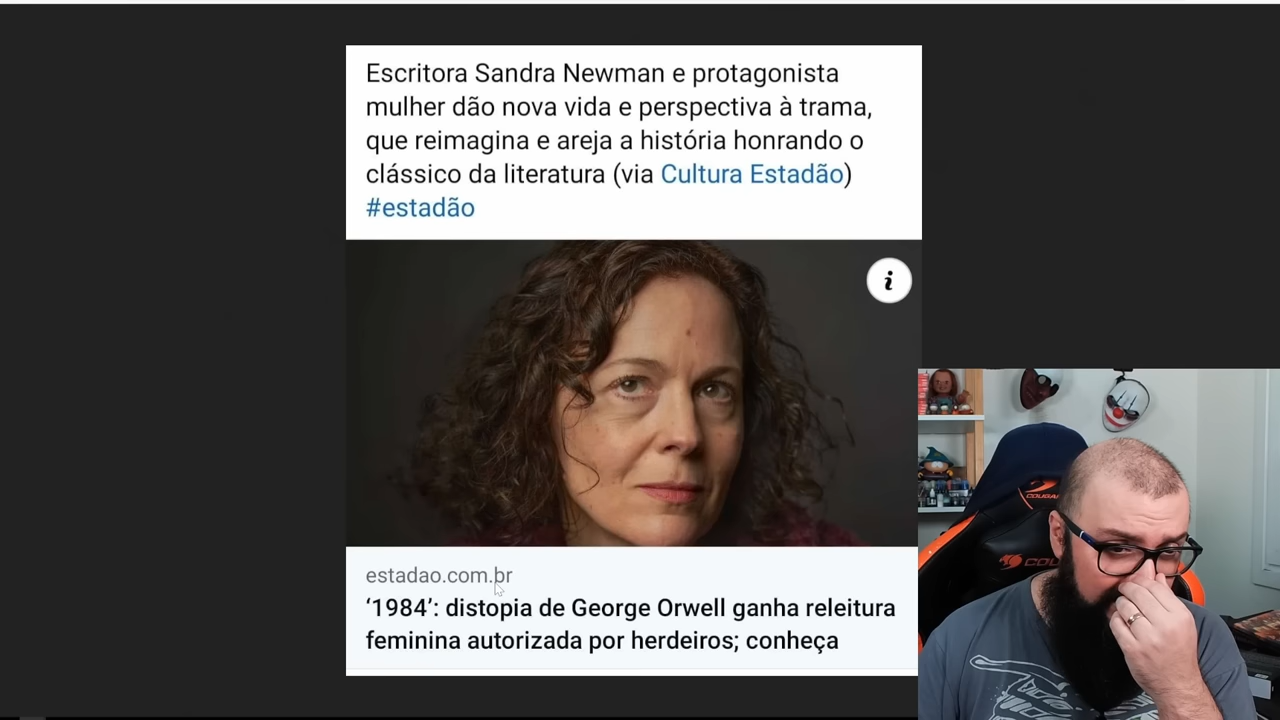 Escritora Sandra Newman e protagonista
mulher dão nova vida e perspectiva à trama,
que reimagina e areja a história honrando o
clássico da literatura (via Cultura Estadão)
#estadão
i
estadao.com.br
‘1984’: distopia de George Orwell ganha releitura
feminina autorizada por herdeiros; conheça
COUGAR